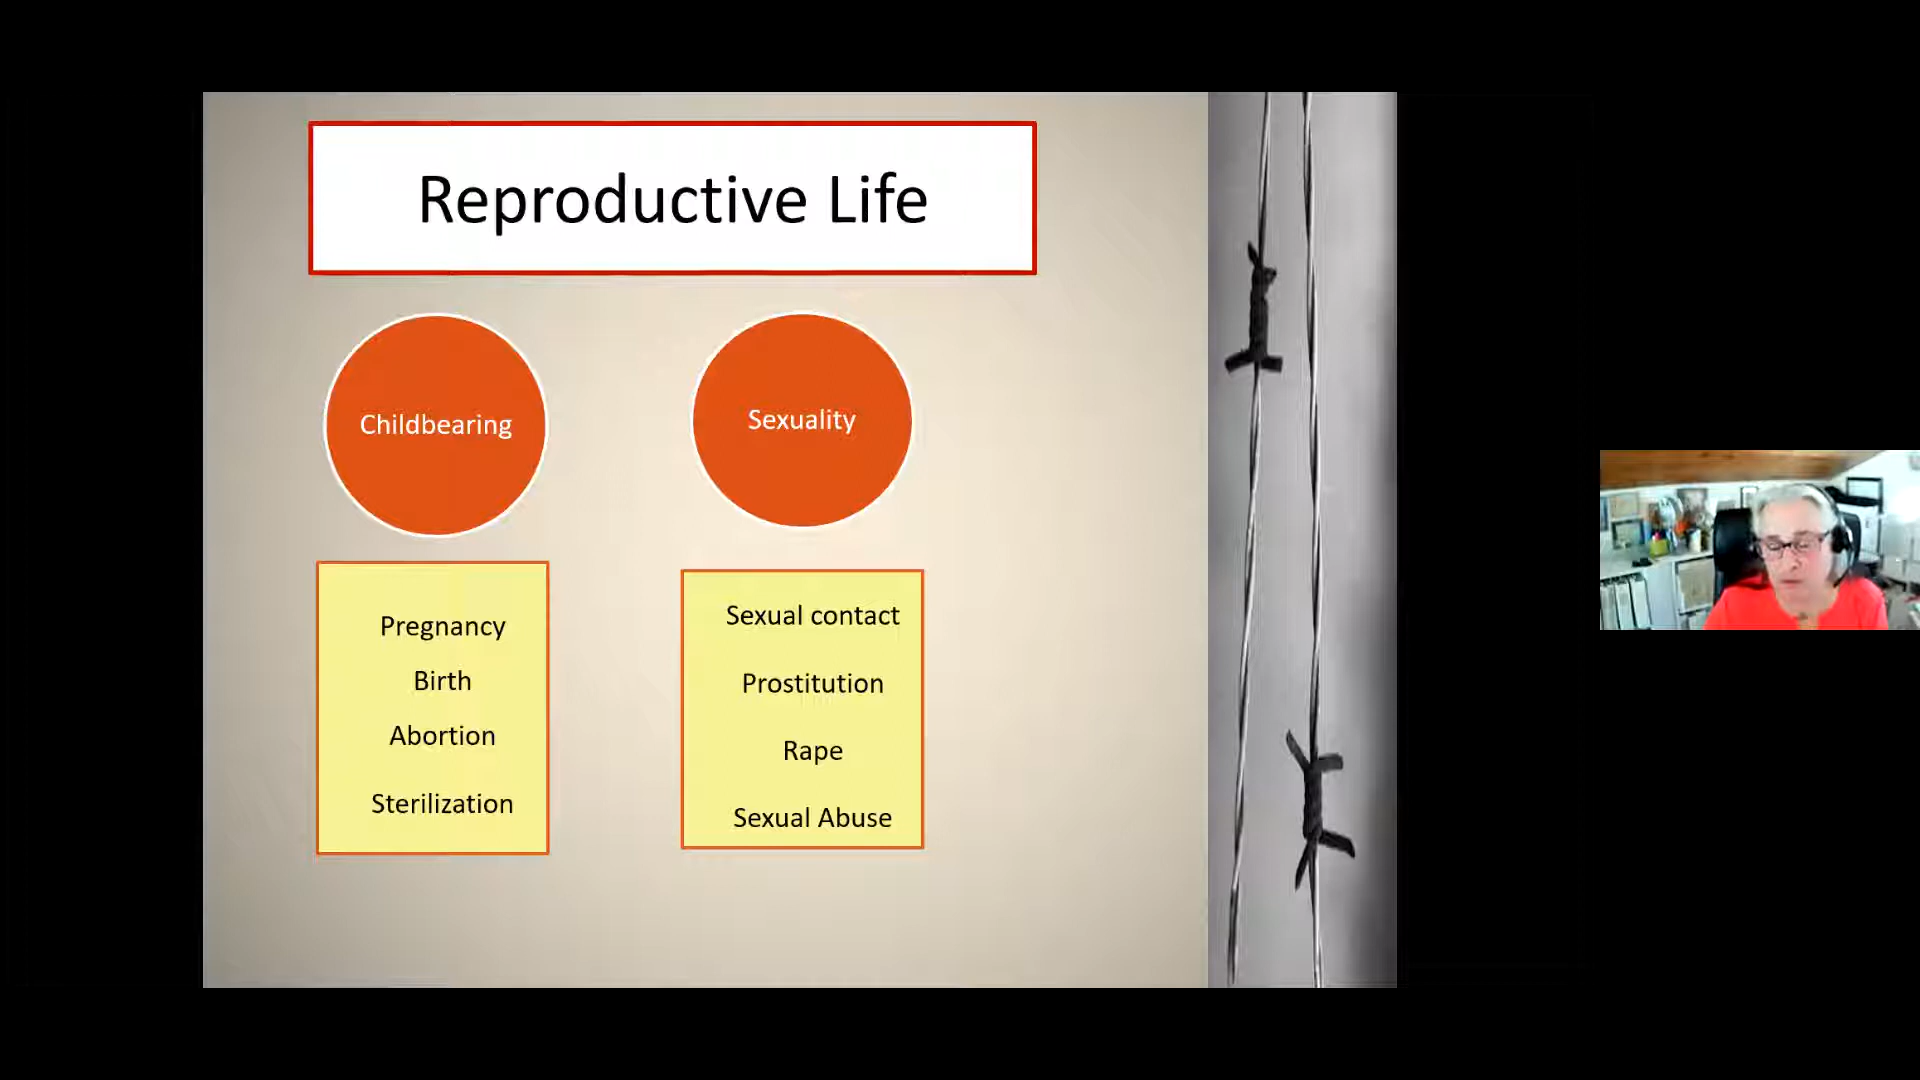 Reproductive Life
Childbearing
Sexuality
Pregnancy
Birth
Abortion
Sterilization
Sexual contact
Prostitution
Rape
Sexual Abuse